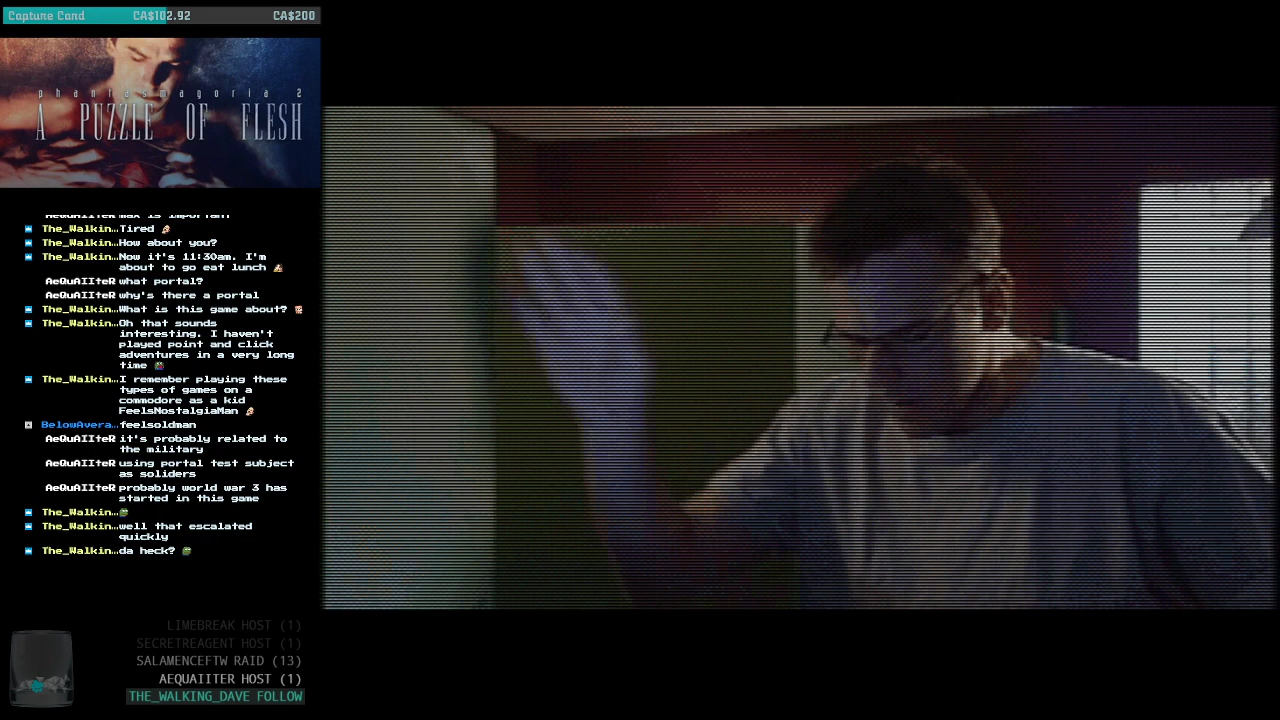 Capture Card CA$102.92 CA$200
phantasmagoria 2
A PUZZLE OF FLESH
AeQuAIIteR max is important
The_Walkin… Tired
The_Walkin… How about you?
The_Walkin… Now it's 11:30am. I'm
about to go eat lunch
AeQuAIIteR what portal?
AeQuAIIteR why's there a portal
The_Walkin… What is this game about?
The_Walkin… Oh that sounds
interesting. I haven't
played point and click
adventures in a very long
time
The_Walkin… I remember playing these
types of games on a
commodore as a kid
FeelsNostalgiaMan
BelowAvera… feelsoldman
AeQuAIIteR it's probably related to
the military
AeQuAIIteR using portal test subject
as soliders
AeQuAIIteR probably world war 3 has
started in this game
The_Walkin…
The_Walkin… well that escalated
quickly
The_Walkin… da heck?
LIMEBREAK HOST (1)
SECRETREAGENT HOST (1)
SALAMENCEFTW RAID (13)
AEQUAIITER HOST (1)
THE_WALKING_DAVE FOLLOW